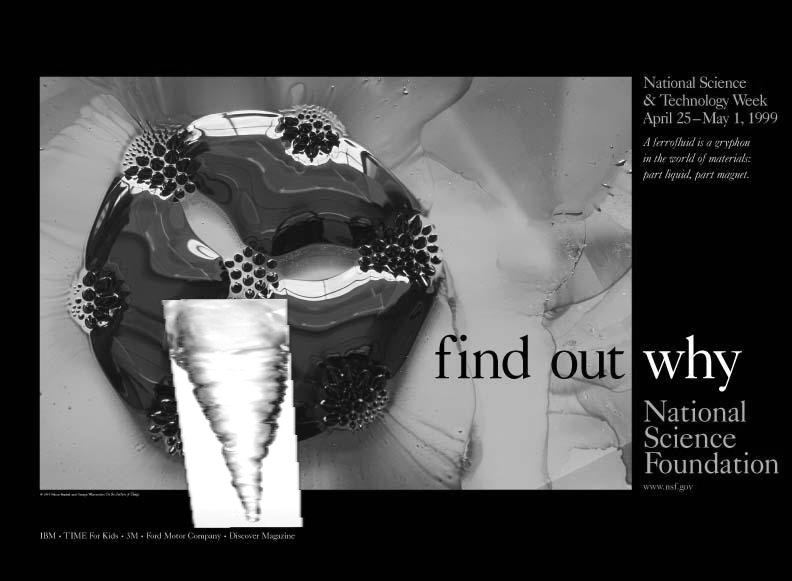 National Science
& Technology Week
April 25–May 1, 1999
A ferrofluid is a gryphon
in the world of materials:
part liquid, part magnet.
find out why
National
Science
Foundation
www.nsf.gov
IBM • TIME For Kids • 3M • Ford Motor Company • Discover Magazine